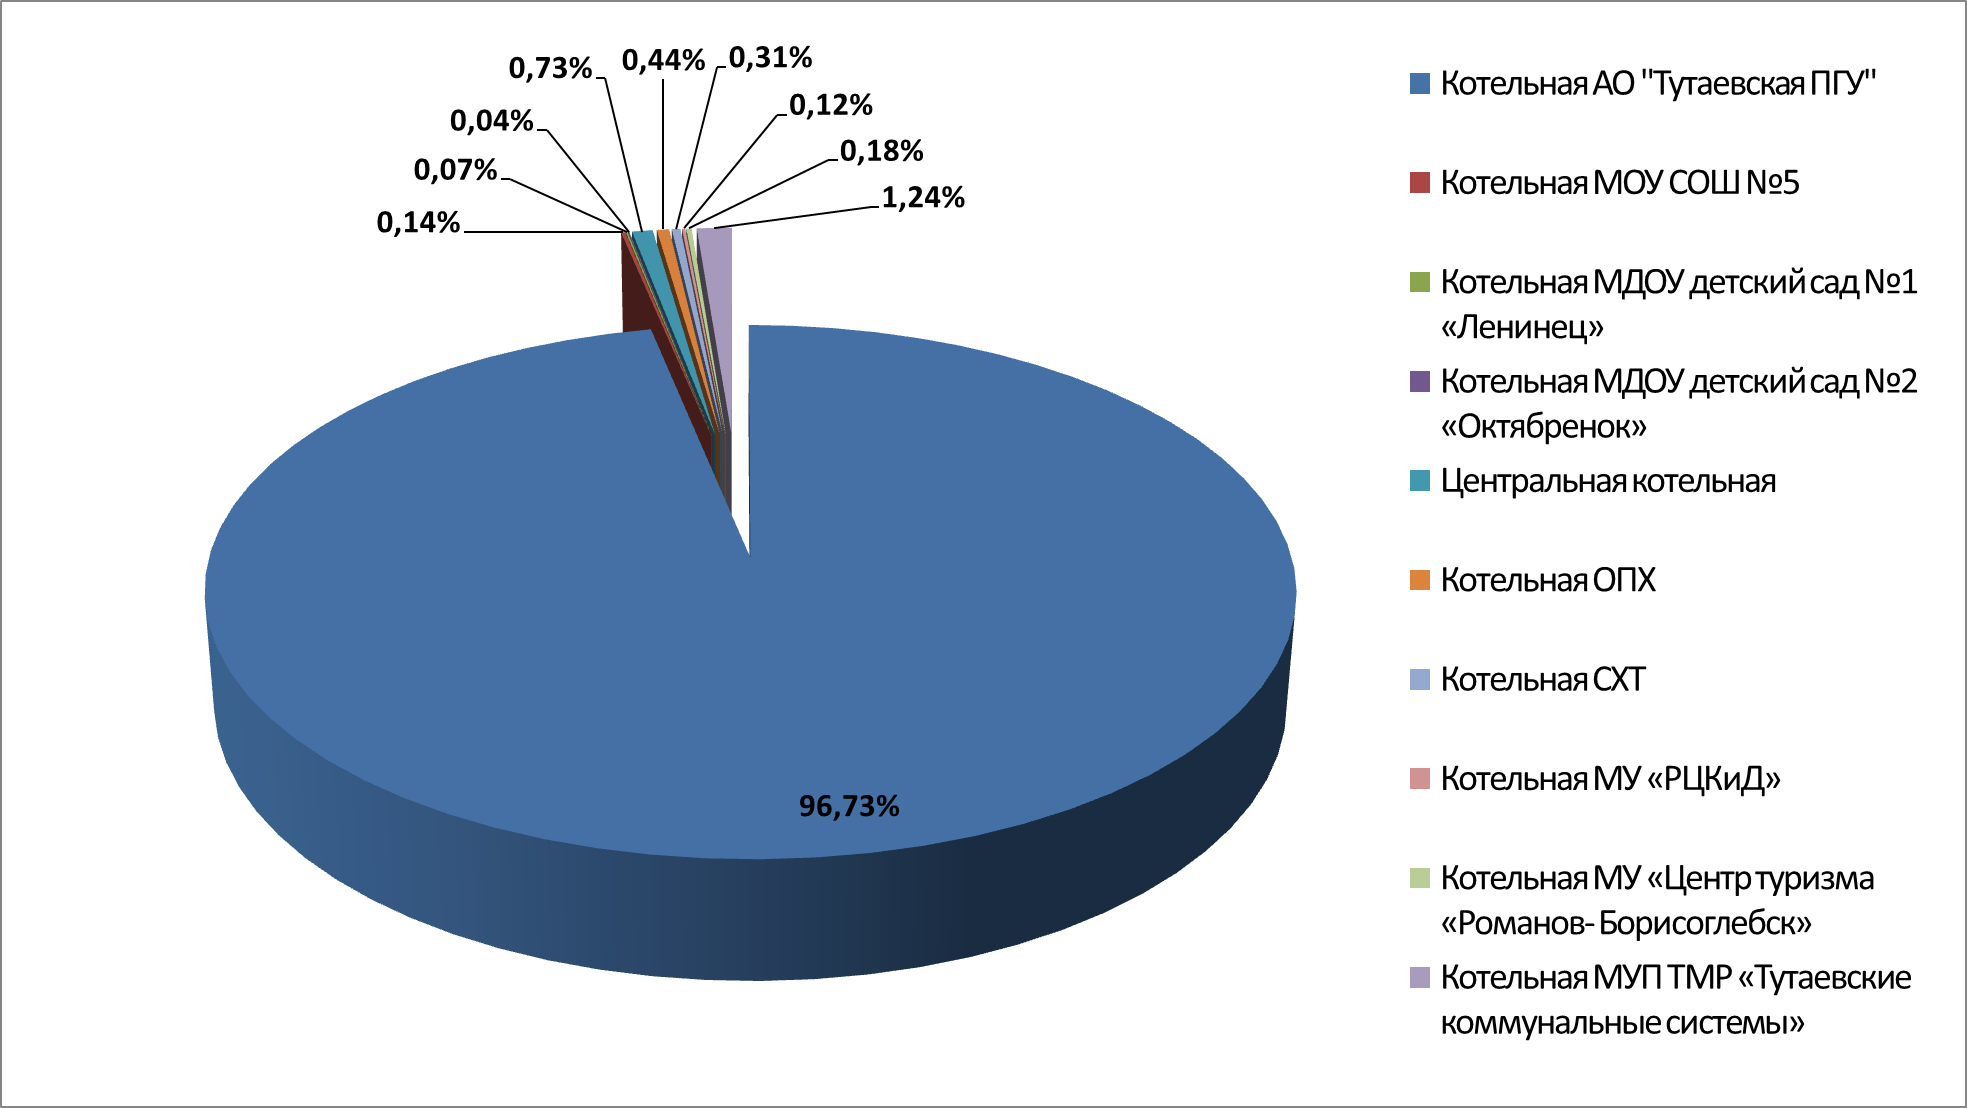 0,73%
0,44%
0,31%
0,04%
0,12%
0,07%
0,18%
0,14%
1,24%
96,73%
Котельная АО "Тутаевская ПГУ"
Котельная МОУ СОШ №5
Котельная МДОУ детский сад №1
«Ленинец»
Котельная МДОУ детский сад №2
«Октябренок»
Центральная котельная
Котельная ОПХ
Котельная СХТ
Котельная МУ «РЦКиД»
Котельная МУ «Центр туризма
«Романов- Борисоглебск»
Котельная МУП ТМР «Тутаевские
коммунальные системы»